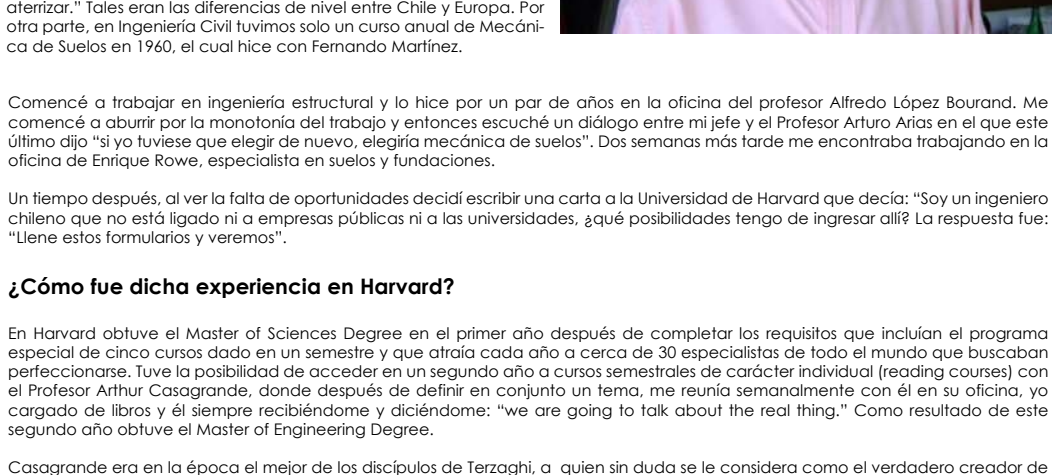 aterrizar.” Tales eran las diferencias de nivel entre Chile y Europa. Por
otra parte, en Ingeniería Civil tuvimos solo un curso anual de Mecáni-
ca de Suelos en 1960, el cual hice con Fernando Martínez.
Comencé a trabajar en ingeniería estructural y lo hice por un par de años en la oficina del profesor Alfredo López Bourand. Me
comencé a aburrir por la monotonía del trabajo y entonces escuché un diálogo entre mi jefe y el Profesor Arturo Arias en el que este
último dijo “si yo tuviese que elegir de nuevo, elegiría mecánica de suelos”. Dos semanas más tarde me encontraba trabajando en la
oficina de Enrique Rowe, especialista en suelos y fundaciones.
Un tiempo después, al ver la falta de oportunidades decidí escribir una carta a la Universidad de Harvard que decía: “Soy un ingeniero
chileno que no está ligado ni a empresas públicas ni a las universidades, ¿qué posibilidades tengo de ingresar allí? La respuesta fue:
“Llene estos formularios y veremos”.
¿Cómo fue dicha experiencia en Harvard?
En Harvard obtuve el Master of Sciences Degree en el primer año después de completar los requisitos que incluían el programa
especial de cinco cursos dado en un semestre y que atraía cada año a cerca de 30 especialistas de todo el mundo que buscaban
perfeccionarse. Tuve la posibilidad de acceder en un segundo año a cursos semestrales de carácter individual (reading courses) con
el Profesor Arthur Casagrande, donde después de definir en conjunto un tema, me reunía semanalmente con él en su oficina, yo
cargado de libros y él siempre recibiéndome y diciéndome: “we are going to talk about the real thing.” Como resultado de este
segundo año obtuve el Master of Engineering Degree.
Casagrande era en la época el mejor de los discípulos de Terzaghi, a quien sin duda se le considera como el verdadero creador de